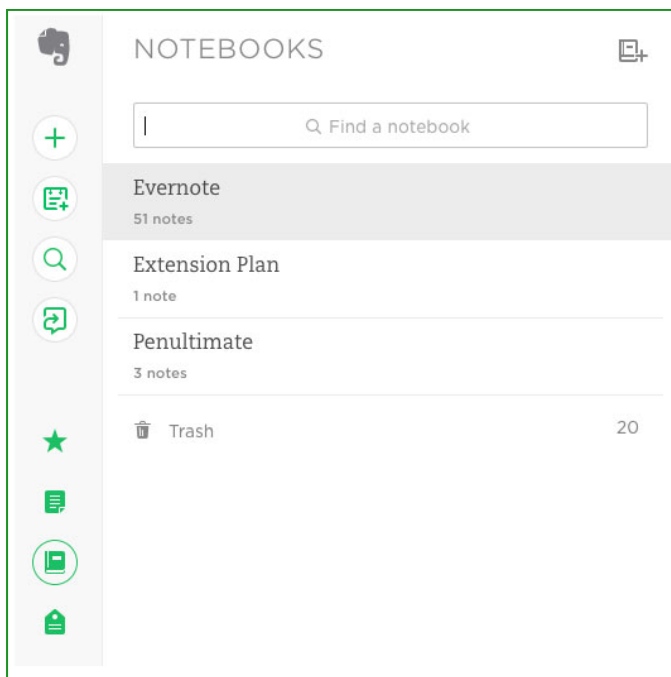 NOTEBOOKS
Find a notebook
Evernote
51 notes
Extension Plan
1 note
Penultimate
3 notes
Trash 20